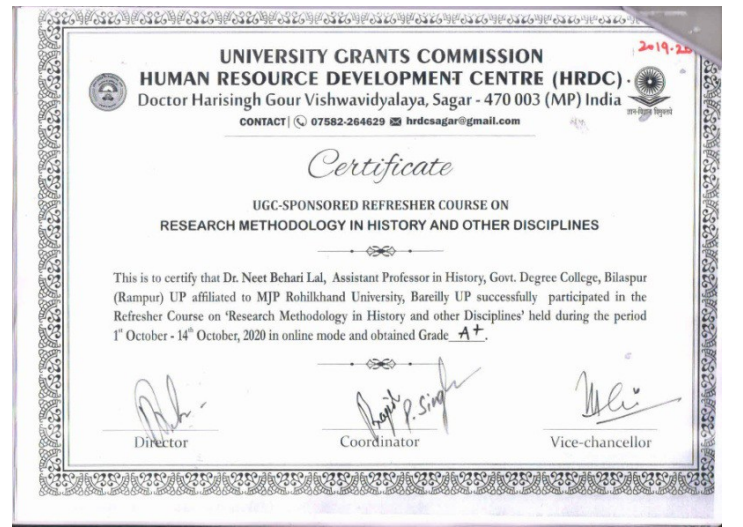 2019-20
UNIVERSITY GRANTS COMMISSION
HUMAN RESOURCE DEVELOPMENT CENTRE (HRDC)
Doctor Harisingh Gour Vishwavidyalaya, Sagar - 470 003 (MP) India
ज्ञान-विज्ञान विमुक्तये
CONTACT| 07582-264629 hrdcsagar@gmail.com
Certificate
UGC-SPONSORED REFRESHER COURSE ON
RESEARCH METHODOLOGY IN HISTORY AND OTHER DISCIPLINES
This is to certify that Dr. Neet Behari Lal, Assistant Professor in History, Govt. Degree College, Bilaspur
(Rampur) UP affiliated to MJP Rohilkhand University, Bareilly UP successfully participated in the
Refresher Course on ‘Research Methodology in History and other Disciplines’ held during the period
1st October - 14th October, 2020 in online mode and obtained Grade A+.
P. Singh
Director
Coordinator
Vice-chancellor